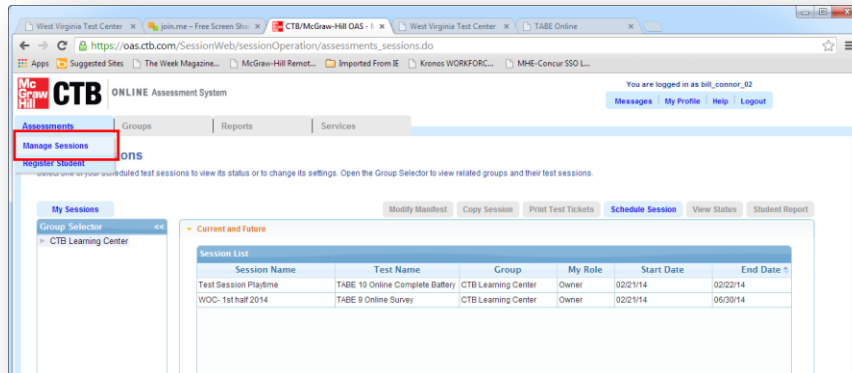 West Virginia Test Center
join.me – Free Screen Shar
CTB/McGraw-Hill OAS - M
West Virginia Test Center
TABE Online
https://oas.ctb.com/SessionWeb/sessionOperation/assessments_sessions.do
Apps Suggested Sites The Week Magazine... McGraw-Hill Remot... Imported From IE Kronos WORKFORC... MHE-Concur SSO L...
Mc Graw Hill CTB ONLINE Assessment System
You are logged in as bill_connor_02
Messages My Profile Help Logout
Assessments Groups Reports Services
Manage Sessions
ons
Register Student
scheduled test sessions to view its status or to change its settings. Open the Group Selector to view related groups and their test sessions.
My Sessions Modify Manifest Copy Session Print Test Tickets Schedule Session View Status Student Report
Group Selector <<
CTB Learning Center
Current and Future
Session List
Session Name Test Name Group My Role Start Date End Date
Test Session Playtime TABE 10 Online Complete Battery CTB Learning Center Owner 02/21/14 02/22/14
WOC- 1st half 2014 TABE 9 Online Survey CTB Learning Center Owner 02/21/14 06/30/14